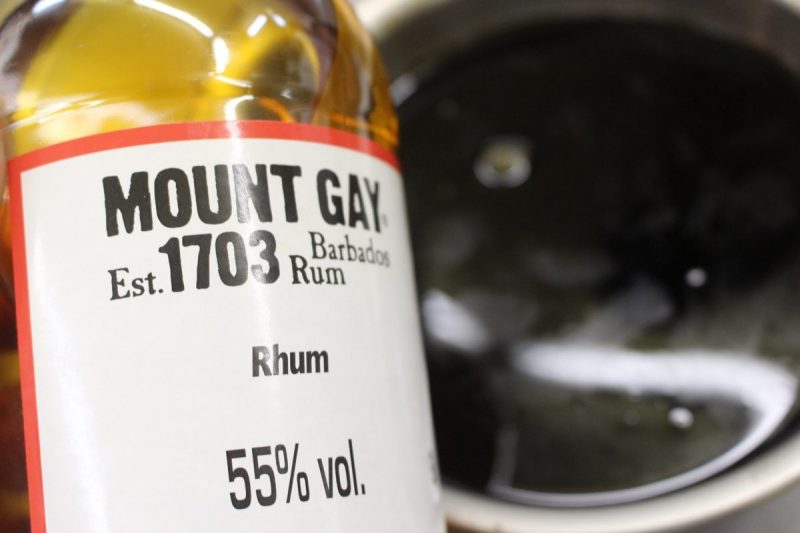 MOUNT GAY®
Est. 1703 Barbados Rum
Rhum
55% vol.